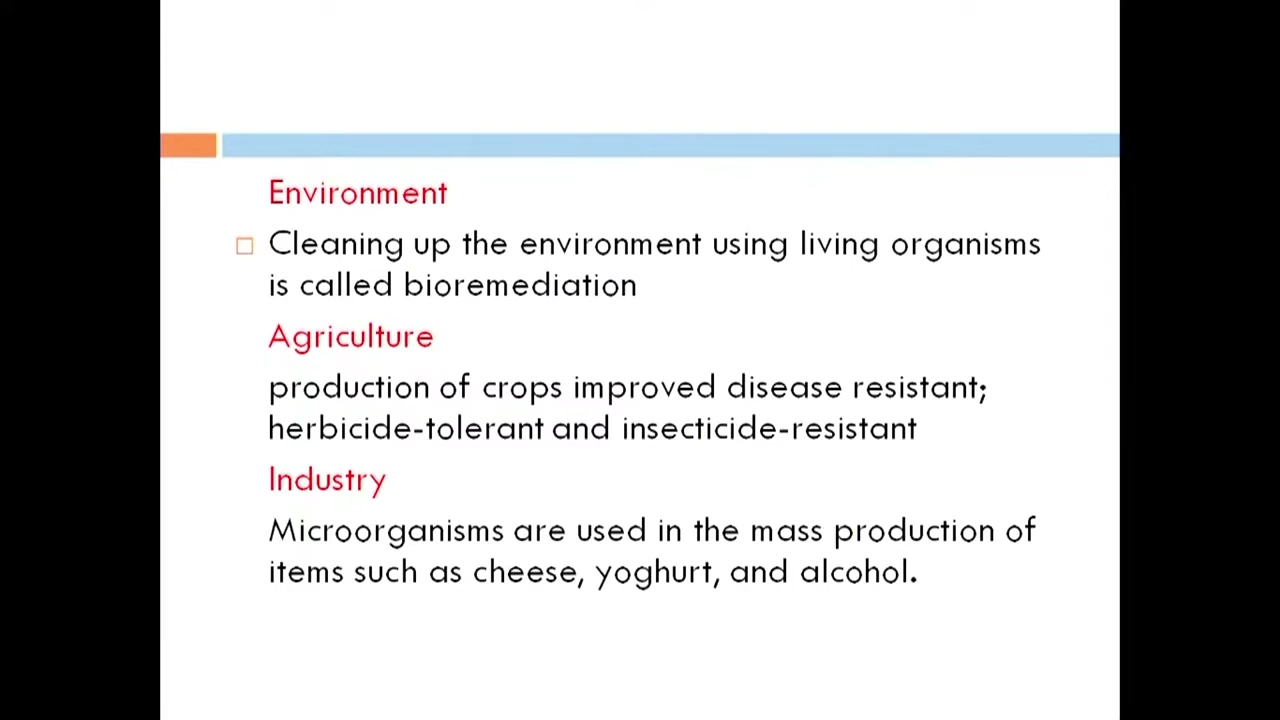 Environment
Cleaning up the environment using living organisms
is called bioremediation
Agriculture
production of crops improved disease resistant;
herbicide-tolerant and insecticide-resistant
Industry
Microorganisms are used in the mass production of
items such as cheese, yoghurt, and alcohol.